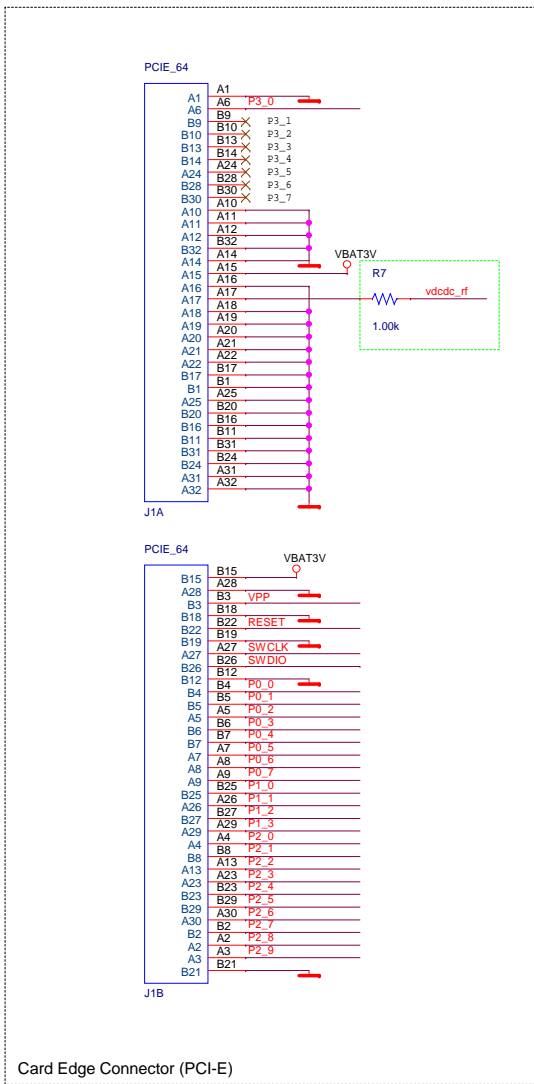 PCIE_64
A1 A1
A6 A6 P3_0
B9 B9 P3_1
B10 B10 P3_2
B13 B13 P3_3
B14 B14 P3_4
A24 A24 P3_5
B28 B28 P3_6
B30 B30 P3_7
A10 A10
A11 A11
A12 A12
B32 B32
A14 A14
VBAT3V
A15 A15
R7
A16 A16
A17 A17 vdcdc_rf
A18 A18
1.00k
A19 A19
A20 A20
A21 A21
A22 A22
B17 B17
B1 B1
A25 A25
B20 B20
B16 B16
B11 B11
B31 B31
B24 B24
A31 A31
A32 A32
J1A
PCIE_64
VBAT3V
B15 B15
A28 A28
B3 B3 VPP
B18 B18
B22 B22 RESET
B19 B19
A27 A27 SWCLK
B26 B26 SWDIO
B12 B12
B4 B4 P0_0
B5 B5 P0_1
A5 A5 P0_2
B6 B6 P0_3
B7 B7 P0_4
A7 A7 P0_5
A8 A8 P0_6
A9 A9 P0_7
B25 B25 P1_0
A26 A26 P1_1
B27 B27 P1_2
A29 A29 P1_3
A4 A4 P2_0
B8 B8 P2_1
A13 A13 P2_2
A23 A23 P2_3
B23 B23 P2_4
B29 B29 P2_5
A30 A30 P2_6
B2 B2 P2_7
A2 A2 P2_8
A3 A3 P2_9
B21 B21
J1B
Card Edge Connector (PCI-E)